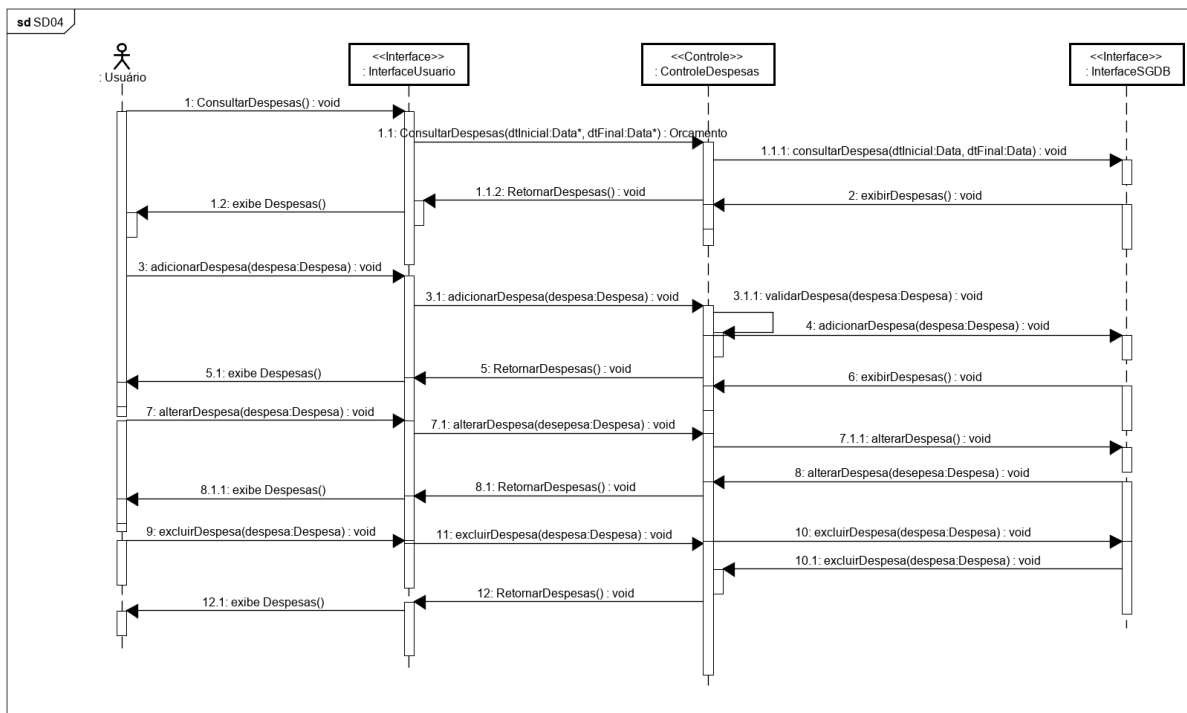 sd SD04
: Usuário
<<Interface>>
: InterfaceUsuario
<<Controle>>
: ControleDespesas
<<Interface>>
: InterfaceSGDB
1: ConsultarDespesas() : void
1.1: ConsultarDespesas(dtInicial:Data*, dtFinal:Data*) : Orcamento
1.1.1: consultarDespesa(dtInicial:Data, dtFinal:Data) : void
1.2: exibe Despesas()
1.1.2: RetornarDespesas() : void
2: exibirDespesas() : void
3: adicionarDespesa(despesa:Despesa) : void
3.1: adicionarDespesa(despesa:Despesa) : void
3.1.1: validarDespesa(despesa:Despesa) : void
4: adicionarDespesa(despesa:Despesa) : void
5.1: exibe Despesas()
5: RetornarDespesas() : void
6: exibirDespesas() : void
7: alterarDespesa(despesa:Despesa) : void
7.1: alterarDespesa(desepesa:Despesa) : void
7.1.1: alterarDespesa() : void
8: alterarDespesa(desepesa:Despesa) : void
8.1.1: exibe Despesas()
8.1: RetornarDespesas() : void
9: excluirDespesa(despesa:Despesa) : void
11: excluirDespesa(despesa:Despesa) : void
10: excluirDespesa(despesa:Despesa) : void
10.1: excluirDespesa(despesa:Despesa) : void
12.1: exibe Despesas()
12: RetornarDespesas() : void